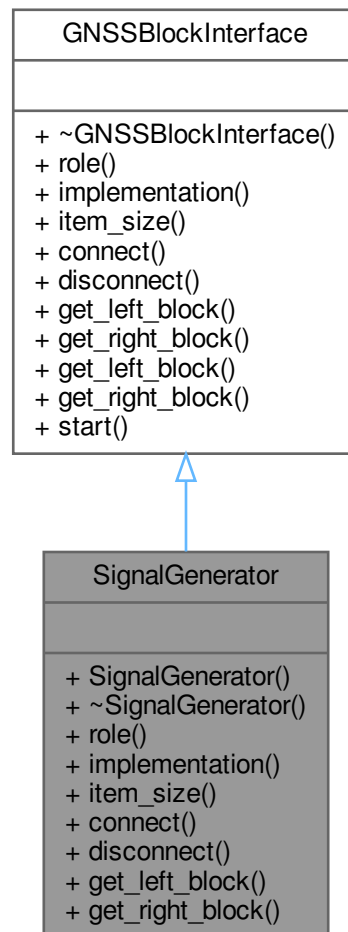 GNSSBlockInterface
+ ~GNSSBlockInterface()
+ role()
+ implementation()
+ item_size()
+ connect()
+ disconnect()
+ get_left_block()
+ get_right_block()
+ get_left_block()
+ get_right_block()
+ start()
SignalGenerator
+ SignalGenerator()
+ ~SignalGenerator()
+ role()
+ implementation()
+ item_size()
+ connect()
+ disconnect()
+ get_left_block()
+ get_right_block()